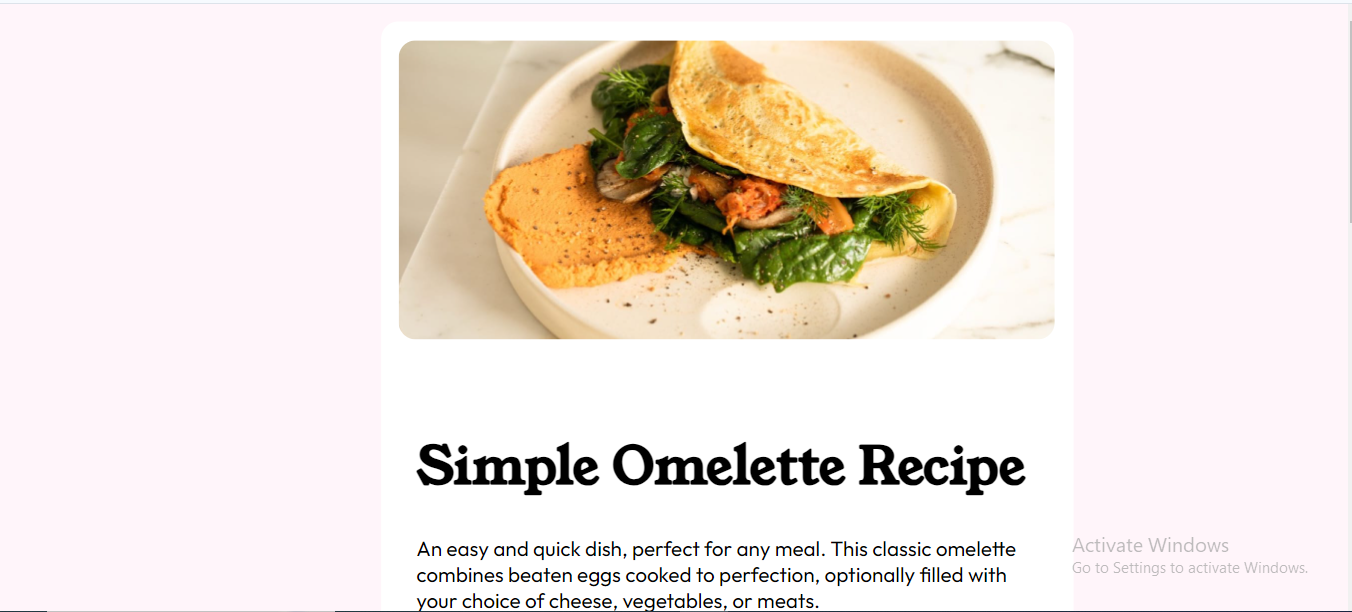 Simple Omelette Recipe
An easy and quick dish, perfect for any meal. This classic omelette
combines beaten eggs cooked to perfection, optionally filled with
your choice of cheese, vegetables, or meats.
Activate Windows
Go to Settings to activate Windows.